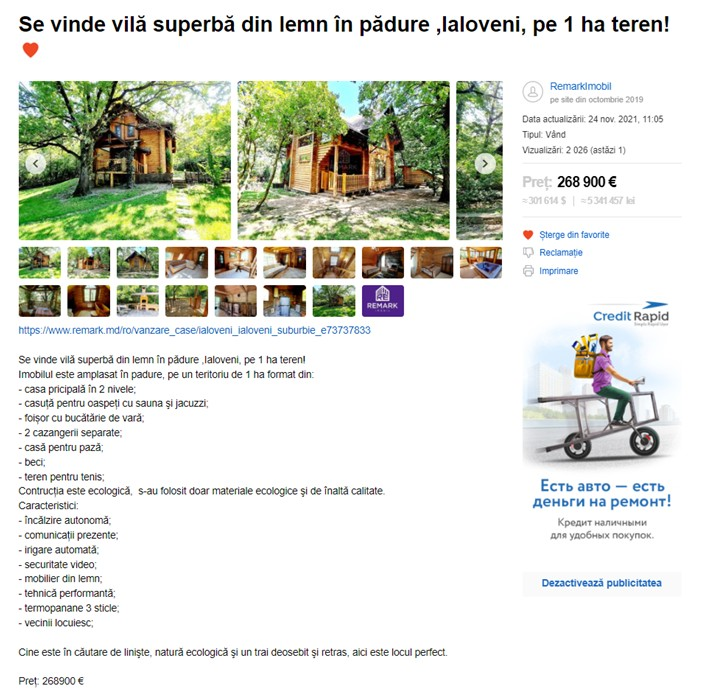 Se vinde vilă superbă din lemn în pădure ,Ialoveni, pe 1 ha teren!
RemarkImobil
pe site din octombrie 2019
Data actualizării: 24 nov. 2021, 11:05
Tipul: Vând
Vizualizări: 2 026 (astăzi 1)
Preț: 268 900 €
≈ 301 614 $ | ≈ 5 341 457 lei
Șterge din favorite
Reclamație
Imprimare
REMARK
https://www.remark.md/ro/vanzare_case/ialoveni_ialoveni_suburbie_e73737833
Se vinde vilă superbă din lemn în pădure ,Ialoveni, pe 1 ha teren!
Imobilul este amplasat în padure, pe un teritoriu de 1 ha format din:
- casa pricipală în 2 nivele;
- casuță pentru oaspeți cu sauna și jacuzzi;
- foișor cu bucătărie de vară;
- 2 cazangerii separate;
- casă pentru pază;
- beci;
- teren pentru tenis;
Contrucția este ecologică, s-au folosit doar materiale ecologice și de înaltă calitate.
Caracteristici:
- încălzire autonomă;
- comunicații prezente;
- irigare automată;
- securitate video;
- mobilier din lemn;
- tehnică performantă;
- termopanane 3 sticle;
- vecinii locuiesc;
Cine este în căutare de liniște, natură ecologică și un trai deosebit și retras, aici este locul perfect.
Preț: 268900 €
Credit Rapid
Есть авто — есть
деньги на ремонт!
Кредит наличными
для удобных покупок.
Dezactivează publicitatea